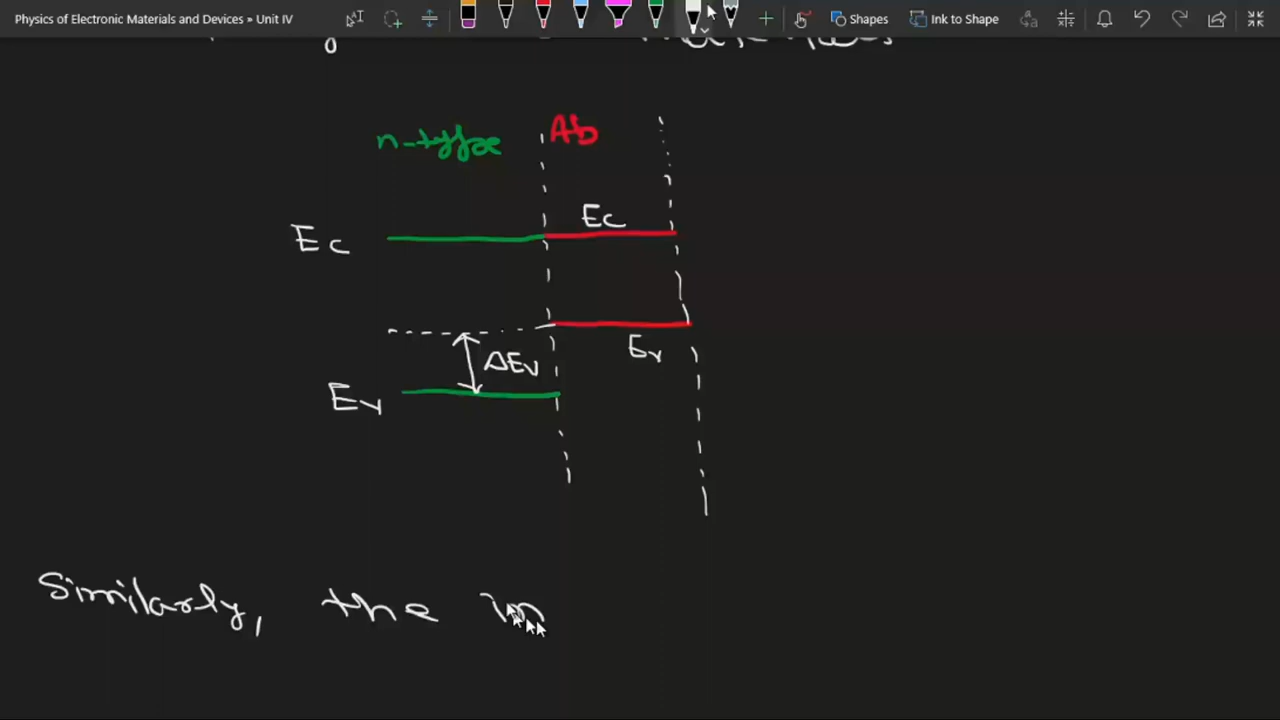 Physics of Electronic Materials and Devices » Unit IV
Shapes
Ink to Shape
n-type
Ab
Ec
Ec
ΔEv
Ev
Ev
Similarly, the in